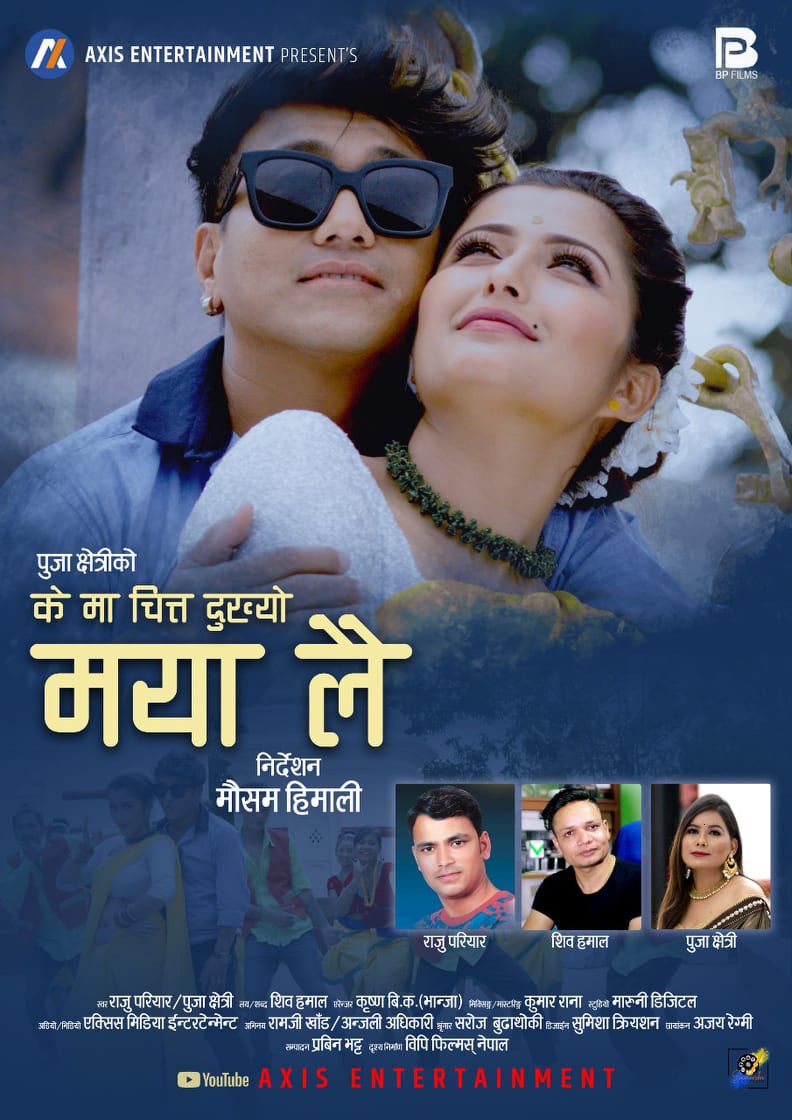 AXIS ENTERTAINMENT PRESENT'S
BP FILMS
पुजा क्षेत्रीको
के मा चित्त दुख्यो
मया लै
निर्देशन
मौसम हिमाली
राजु परियार
शिव हमाल
पुजा क्षेत्री
स्वर राजु परियार/पुजा क्षेत्री लय/शब्द शिव हमाल एरेन्जर कृष्ण बि.क.(भान्जा) मिक्सिङ्ग/मास्टरिङ्ग कुमार राना स्टुडियो मारुनी डिजिटल
अडियो/भिडियो एक्सिस मिडिया ईन्टरटेन्मेन्ट अभिनय रामजी खाँड/अन्जली अधिकारी श्रृंगार सरोज बुढाथोकी डिजाईन सुमिशा क्रियशन छायांकन अजय रेग्मी
सम्पादन प्रबिन भट्ट दृश्य निर्माण विपि फिल्मस् नेपाल
YouTube AXIS ENTERTAINMENT